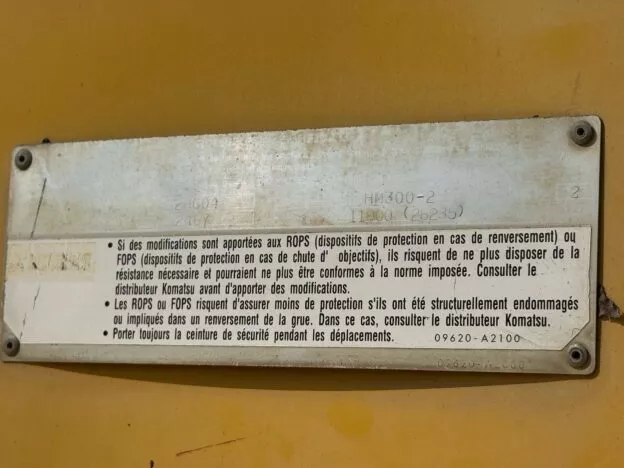 HM300-2
2
• Si des modifications sont apportées aux ROPS (dispositifs de protection en cas de renversement) ou
FOPS (dispositifs de protection en cas de chute d' objectifs), ils risquent de ne plus disposer de la
résistance nécessaire et pourraient ne plus être conformes à la norme imposée. Consulter le
distributeur Komatsu avant d'apporter des modifications.
• Les ROPS ou FOPS risquent d'assurer moins de protection s'ils ont été structurellement endommagés
ou impliqués dans un renversement de la grue. Dans ce cas, consulter le distributeur Komatsu.
• Porter toujours la ceinture de sécurité pendant les déplacements.
09620-A2100